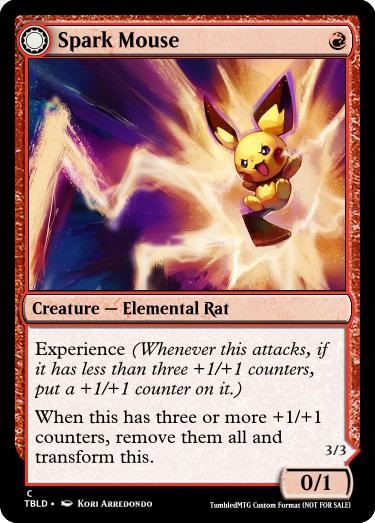 Spark Mouse
Creature — Elemental Rat
Experience (Whenever this attacks, if
it has less than three +1/+1 counters,
put a +1/+1 counter on it.)
When this has three or more +1/+1
counters, remove them all and
transform this.
3/3
0/1
C
TBLD • Kori Arredondo
TumbledMTG Custom Format (NOT FOR SALE)